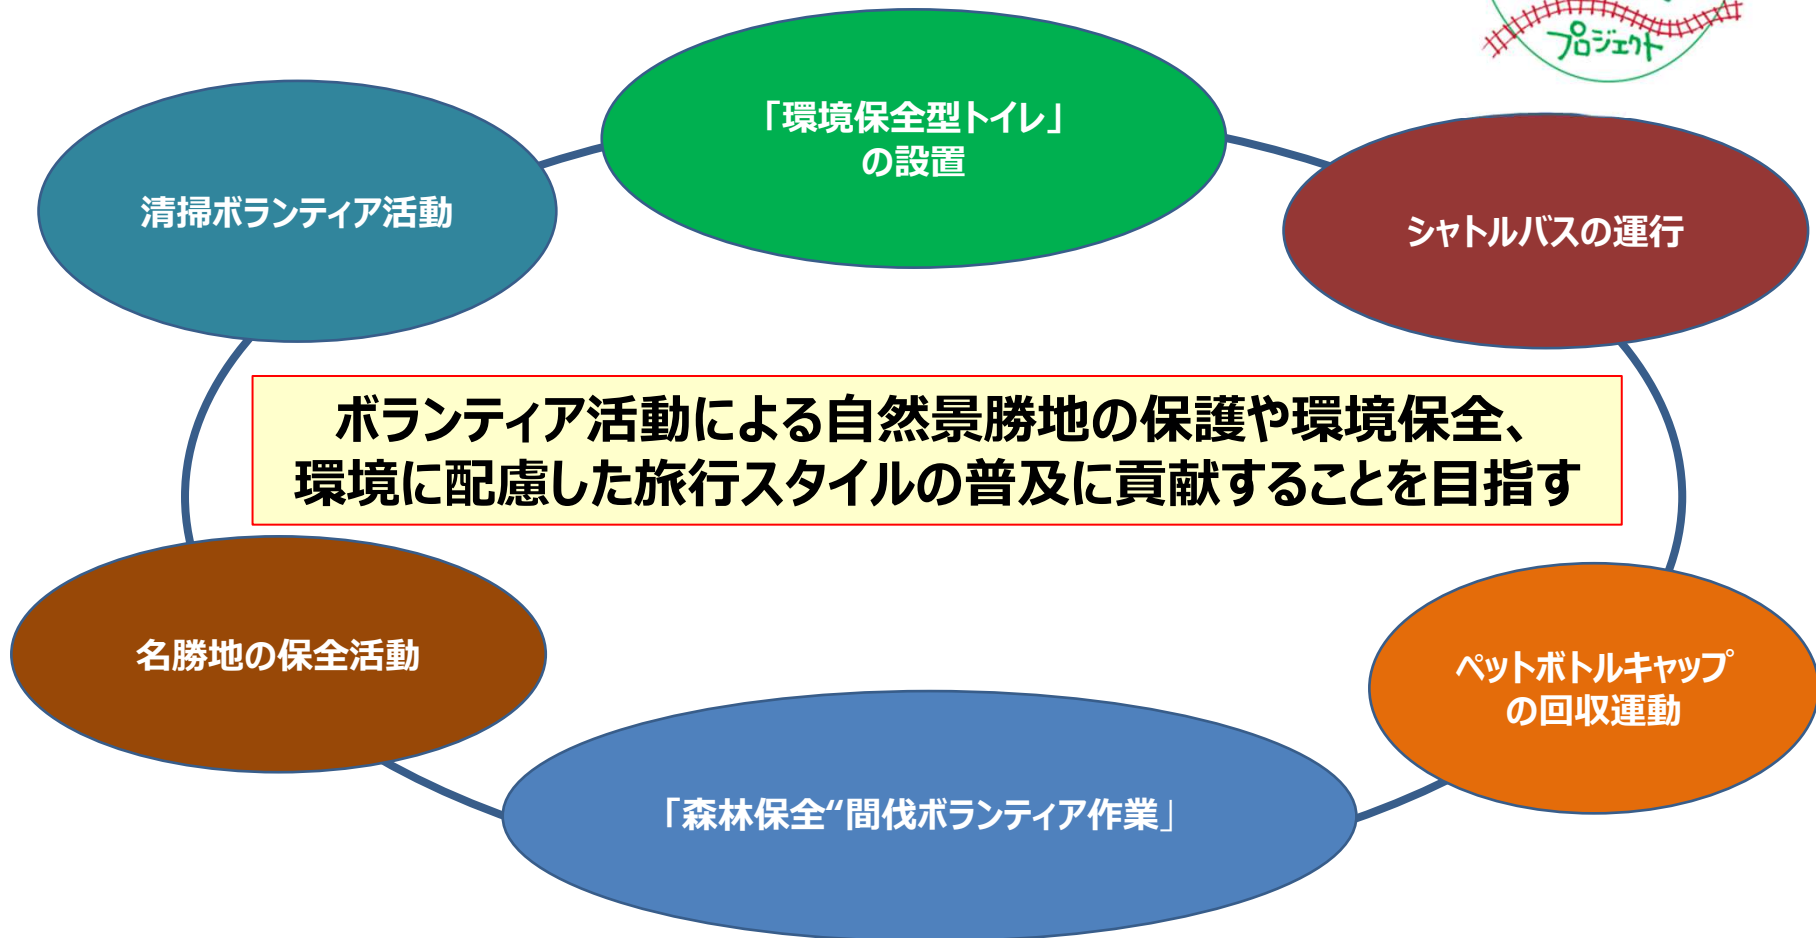 プロジェクト
「環境保全型トイレ」
の設置
清掃ボランティア活動
シャトルバスの運行
ボランティア活動による自然景勝地の保護や環境保全、
環境に配慮した旅行スタイルの普及に貢献することを目指す
名勝地の保全活動
ペットボトルキャップ
の回収運動
「森林保全“間伐ボランティア作業」